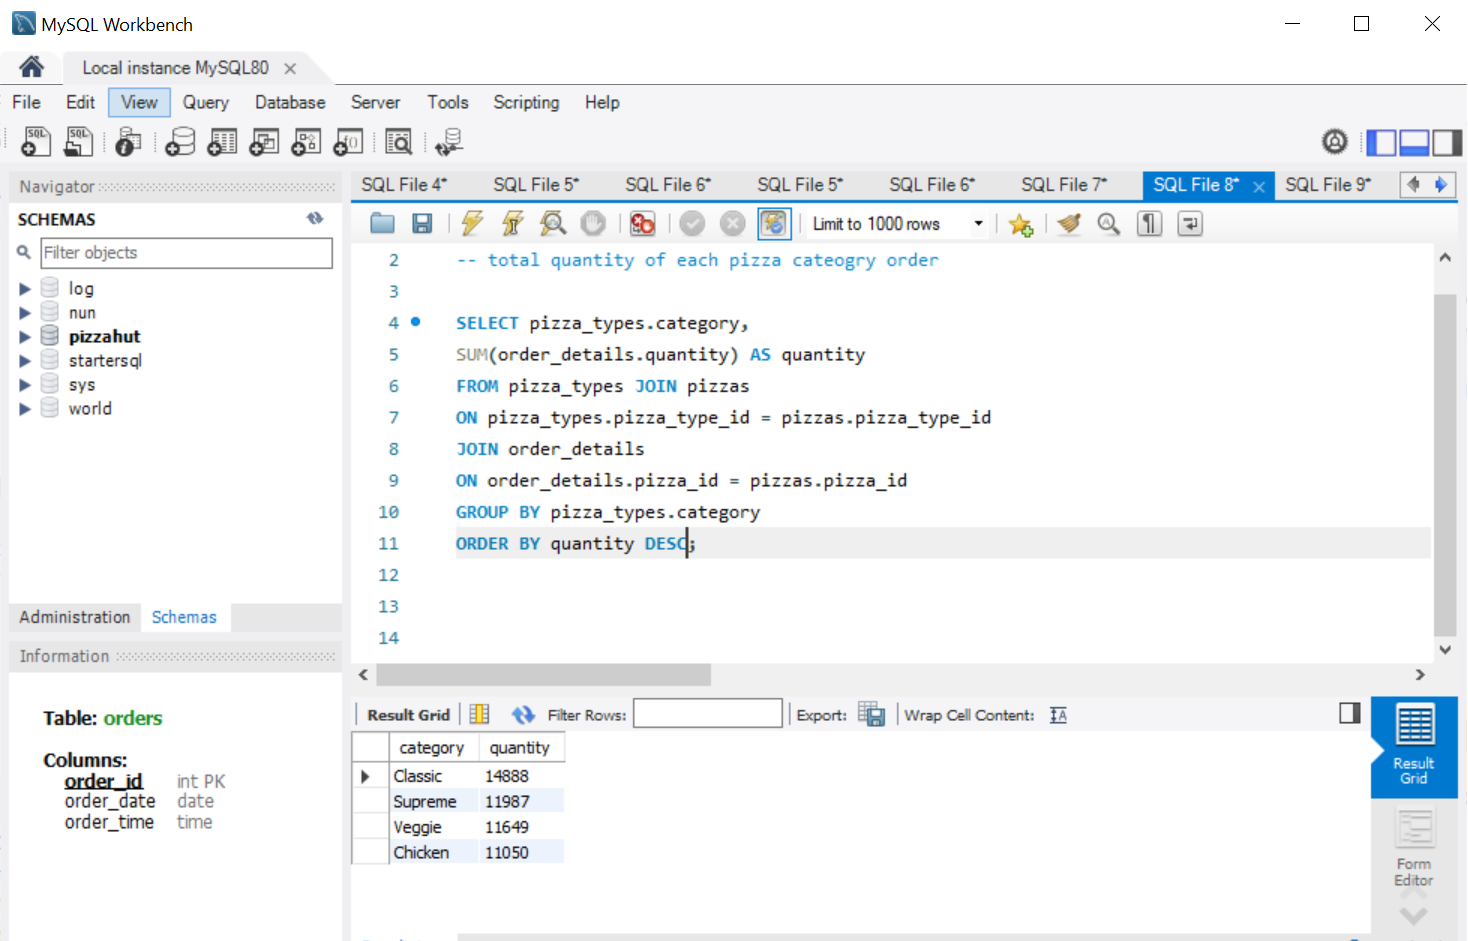 MySQL Workbench
Local instance MySQL80
File Edit View Query Database Server Tools Scripting Help
Navigator
SCHEMAS
Filter objects
log
nun
pizzahut
startersql
sys
world
Administration Schemas
Information
Table: orders
Columns:
order_id int PK
order_date date
order_time time
SQL File 4* SQL File 5* SQL File 6* SQL File 5* SQL File 6* SQL File 7* SQL File 8* SQL File 9*
Limit to 1000 rows
2 -- total quantity of each pizza cateogry order
3
4 SELECT pizza_types.category,
5 SUM(order_details.quantity) AS quantity
6 FROM pizza_types JOIN pizzas
7 ON pizza_types.pizza_type_id = pizzas.pizza_type_id
8 JOIN order_details
9 ON order_details.pizza_id = pizzas.pizza_id
10 GROUP BY pizza_types.category
11 ORDER BY quantity DESC;
12
13
14
Result Grid Filter Rows: Export: Wrap Cell Content:
category quantity
Classic 14888
Supreme 11987
Veggie 11649
Chicken 11050
Result
Grid
Form
Editor